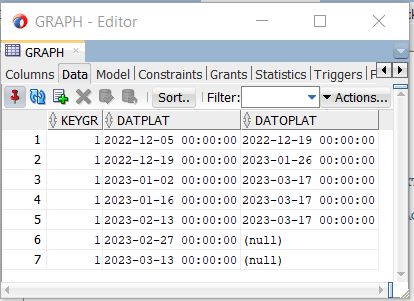 GRAPH - Editor
GRAPH
Columns Data Model Constraints Grants Statistics Triggers F
Sort.. Filter: Actions...
KEYGR DATPLAT DATOPLAT
1 1 2022-12-05 00:00:00 2022-12-19 00:00:00
2 1 2022-12-19 00:00:00 2023-01-26 00:00:00
3 1 2023-01-02 00:00:00 2023-03-17 00:00:00
4 1 2023-01-16 00:00:00 2023-03-17 00:00:00
5 1 2023-02-13 00:00:00 2023-03-17 00:00:00
6 1 2023-02-27 00:00:00 (null)
7 1 2023-03-13 00:00:00 (null)